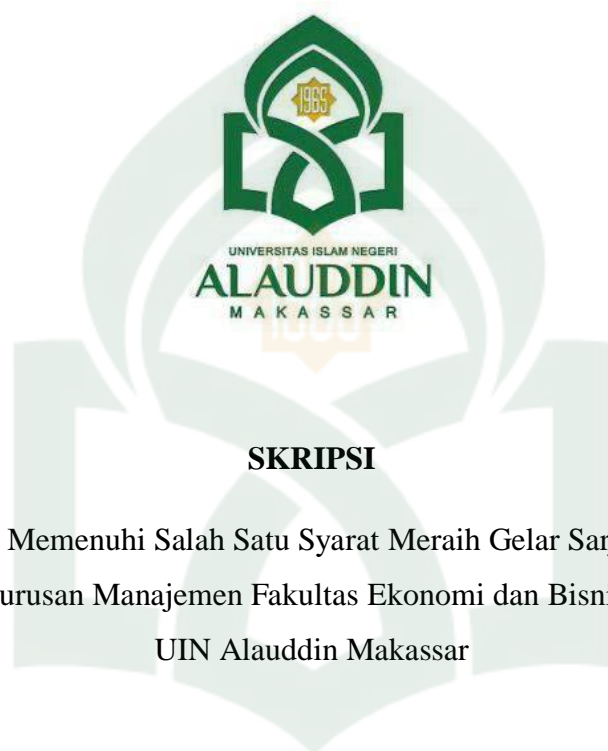 1965
UNIVERSITAS ISLAM NEGERI
ALAUDDIN
MAKASSAR
SKRIPSI
Memenuhi Salah Satu Syarat Meraih Gelar
Manajemen Fakultas Ekonomi dan
UIN Alauddin Makassar